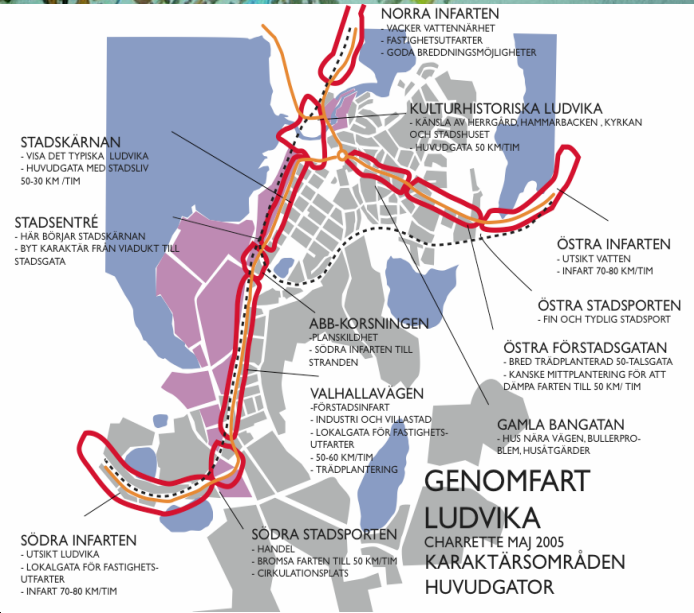 NORRA INFARTEN
- VACKER VATTENNÄRHET
- FASTIGHETSUTFARTER
- GODA BREDDNINGSMÖJLIGHETER
KULTURHISTORISKA LUDVIKA
- KÄNSLA AV HERRGÅRD, HAMMARBACKEN , KYRKAN
OCH STADSHUSET
- HUVUDGATA 50 KM/TIM
STADSKÄRNAN
- VISA DET TYPISKA LUDVIKA
- HUVUDGATA MED STADSLIV
50-30 KM /TIM
STADSENTRÉ
- HÄR BÖRJAR STADSKÄRNAN
- BYT KARAKTÄR FRÅN VIADUKT TILL
STADSGATA
ÖSTRA INFARTEN
- UTSIKT VATTEN
- INFART 70-80 KM/TIM
ÖSTRA STADSPORTEN
- FIN OCH TYDLIG STADSPORT
ABB-KORSNINGEN
-PLANSKILDHET
- SÖDRA INFARTEN TILL
STRANDEN
ÖSTRA FÖRSTADSGATAN
- BRED TRÄDPLANTERAD 50-TALSGATA
- KANSKE MITTPLANTERING FÖR ATT
DÄMPA FARTEN TILL 50 KM/ TIM
VALHALLAVÄGEN
-FÖRSTADSINFART
- INDUSTRI OCH VILLASTAD
- LOKALGATA FÖR FASTIGHETS-
UTFARTER
- 50-60 KM/TIM
- TRÄDPLANTERING
GAMLA BANGATAN
- HUS NÄRA VÄGEN, BULLERPRO-
BLEM, HUSÅTGÄRDER
GENOMFART
LUDVIKA
CHARRETTE MAJ 2005
KARAKTÄRSOMRÅDEN
HUVUDGATOR
SÖDRA INFARTEN
- UTSIKT LUDVIKA
- LOKALGATA FÖR FASTIGHETS-
UTFARTER
- INFART 70-80 KM/TIM
SÖDRA STADSPORTEN
- HANDEL
- BROMSA FARTEN TILL 50 KM/TIM
- CIRKULATIONSPLATS